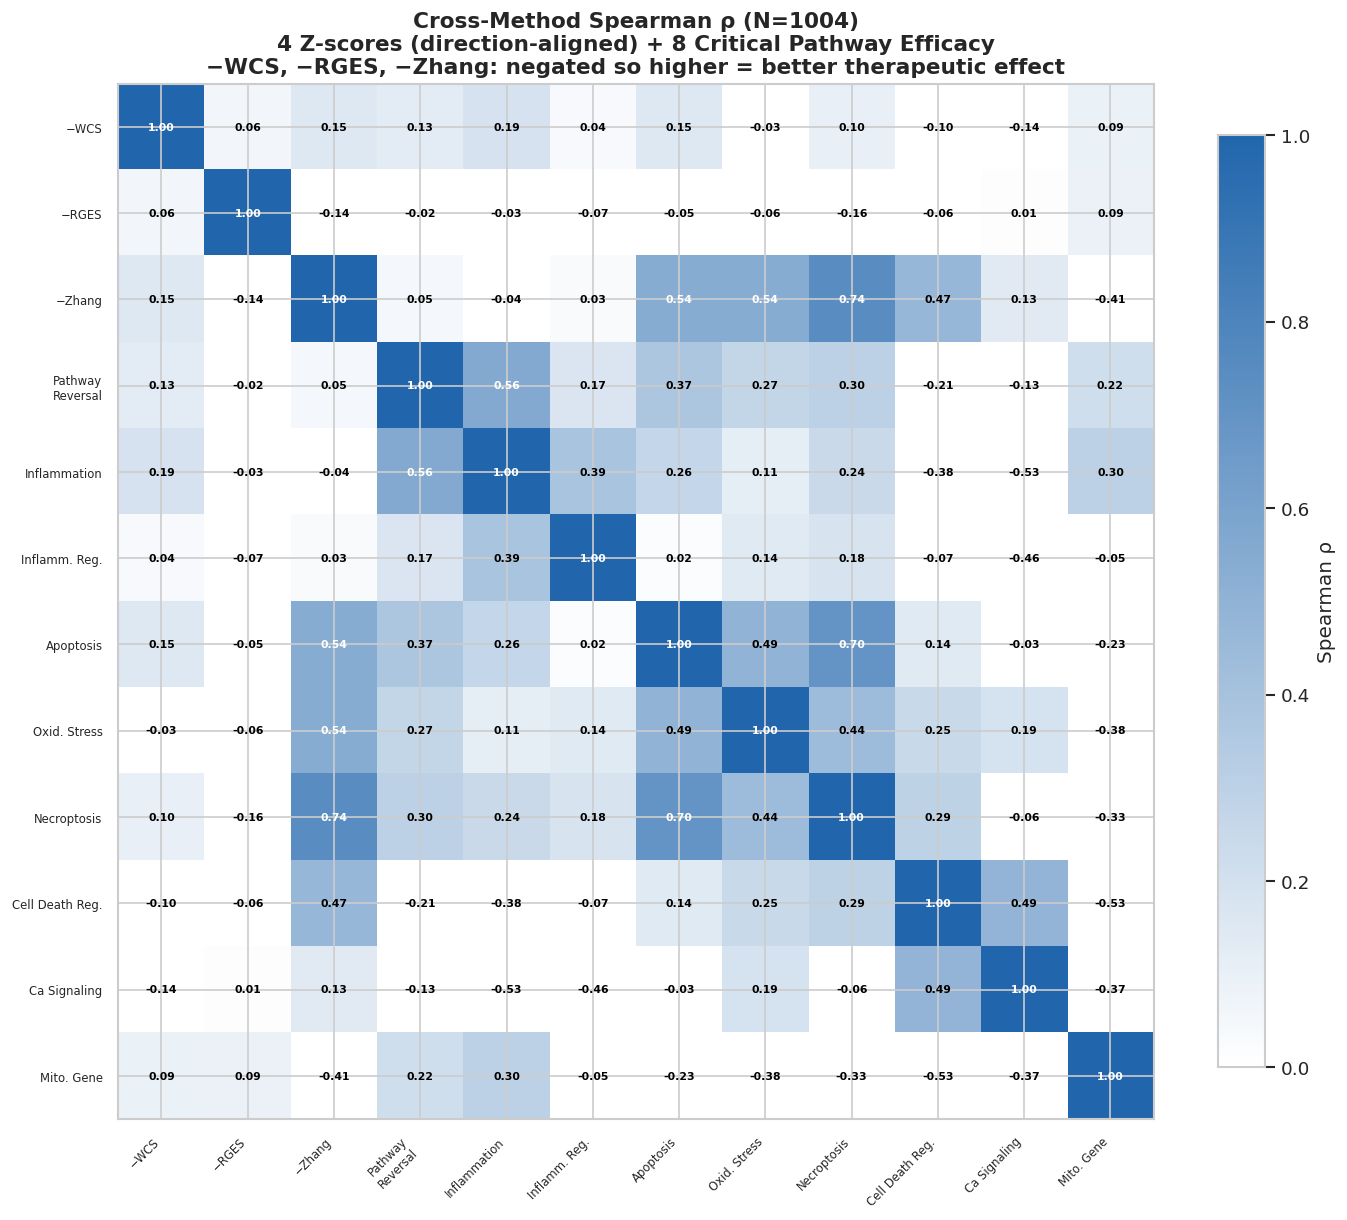 Cross-Method Spearman ρ (N=1004)
4 Z-scores (direction-aligned) + 8 Critical Pathway Efficacy
−WCS, −RGES, −Zhang: negated so higher = better therapeutic effect
−WCS 1.00 0.06 0.15 0.13 0.19 0.04 0.15 -0.03 0.10 -0.10 -0.14 0.09
−RGES 0.06 1.00 -0.14 -0.02 -0.03 -0.07 -0.05 -0.06 -0.16 -0.06 0.01 0.09
−Zhang 0.15 -0.14 1.00 0.05 -0.04 0.03 0.54 0.54 0.74 0.47 0.13 -0.41
Pathway
Reversal 0.13 -0.02 0.05 1.00 0.56 0.17 0.37 0.27 0.30 -0.21 -0.13 0.22
Inflammation 0.19 -0.03 -0.04 0.56 1.00 0.39 0.26 0.11 0.24 -0.38 -0.53 0.30
Inflamm. Reg. 0.04 -0.07 0.03 0.17 0.39 1.00 0.02 0.14 0.18 -0.07 -0.46 -0.05
Apoptosis 0.15 -0.05 0.54 0.37 0.26 0.02 1.00 0.49 0.70 0.14 -0.03 -0.23
Oxid. Stress -0.03 -0.06 0.54 0.27 0.11 0.14 0.49 1.00 0.44 0.25 0.19 -0.38
Necroptosis 0.10 -0.16 0.74 0.30 0.24 0.18 0.70 0.44 1.00 0.29 -0.06 -0.33
Cell Death Reg. -0.10 -0.06 0.47 -0.21 -0.38 -0.07 0.14 0.25 0.29 1.00 0.49 -0.53
Ca Signaling -0.14 0.01 0.13 -0.13 -0.53 -0.46 -0.03 0.19 -0.06 0.49 1.00 -0.37
Mito. Gene 0.09 0.09 -0.41 0.22 0.30 -0.05 -0.23 -0.38 -0.33 -0.53 -0.37 1.00
−WCS
−RGES
−Zhang
Pathway
Reversal
Inflammation
Inflamm. Reg.
Apoptosis
Oxid. Stress
Necroptosis
Cell Death Reg.
Ca Signaling
Mito. Gene
1.0
0.8
0.6
0.4
0.2
0.0
Spearman ρ